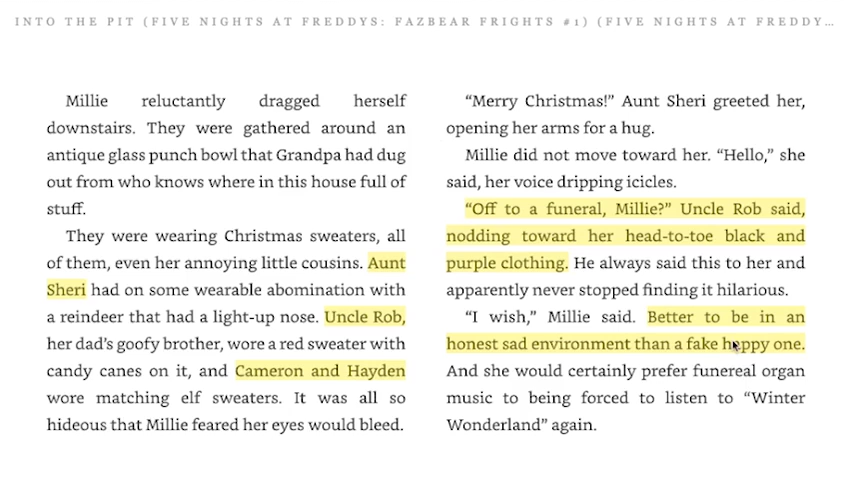 INTO THE PIT (FIVE NIGHTS AT FREDDYS: FAZBEAR FRIGHTS #1) (FIVE NIGHTS AT FREDDY...
Millie reluctantly dragged herself
downstairs. They were gathered around an
antique glass punch bowl that Grandpa had dug
out from who knows where in this house full of
stuff.
They were wearing Christmas sweaters, all
of them, even her annoying little cousins. Aunt
Sheri had on some wearable abomination with
a reindeer that had a light-up nose. Uncle Rob,
her dad's goofy brother, wore a red sweater with
candy canes on it, and Cameron and Hayden
wore matching elf sweaters. It was all so
hideous that Millie feared her eyes would bleed.
“Merry Christmas!” Aunt Sheri greeted her,
opening her arms for a hug.
Millie did not move toward her. “Hello,” she
said, her voice dripping icicles.
“Off to a funeral, Millie?” Uncle Rob said,
nodding toward her head-to-toe black and
purple clothing. He always said this to her and
apparently never stopped finding it hilarious.
“I wish,” Millie said. Better to be in an
honest sad environment than a fake happy one.
And she would certainly prefer funereal organ
music to being forced to listen to “Winter
Wonderland” again.